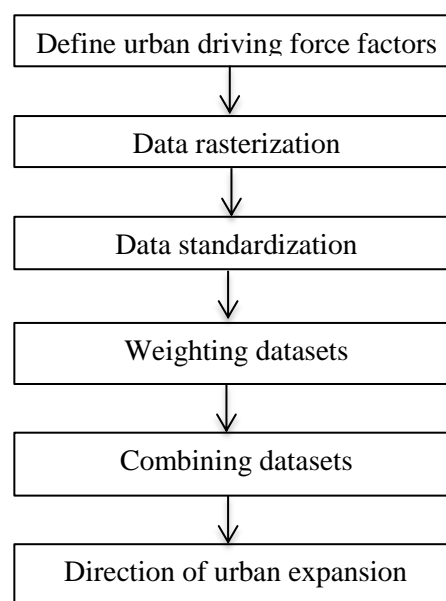 Define urban driving force factors
Data rasterization
Data standardization
Weighting datasets
Combining datasets
Direction of urban expansion